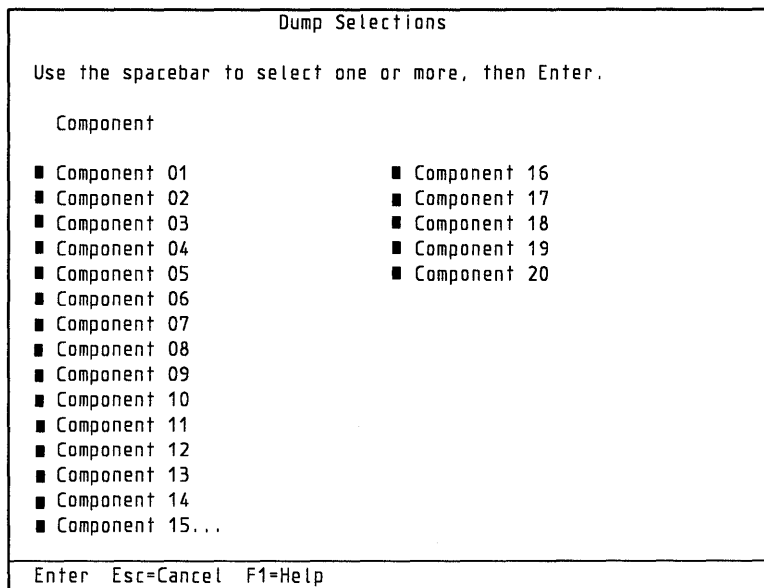 Dump Selections
Use the spacebar to select one or more, then Enter.
Component
Component 01
Component 02
Component 03
Component 04
Component 05
Component 06
Component 07
Component 08
Component 09
Component 10
Component 11
Component 12
Component 13
Component 14
Component 15...
Component 16
Component 17
Component 18
Component 19
Component 20
Enter Esc=Cancel F1=Help